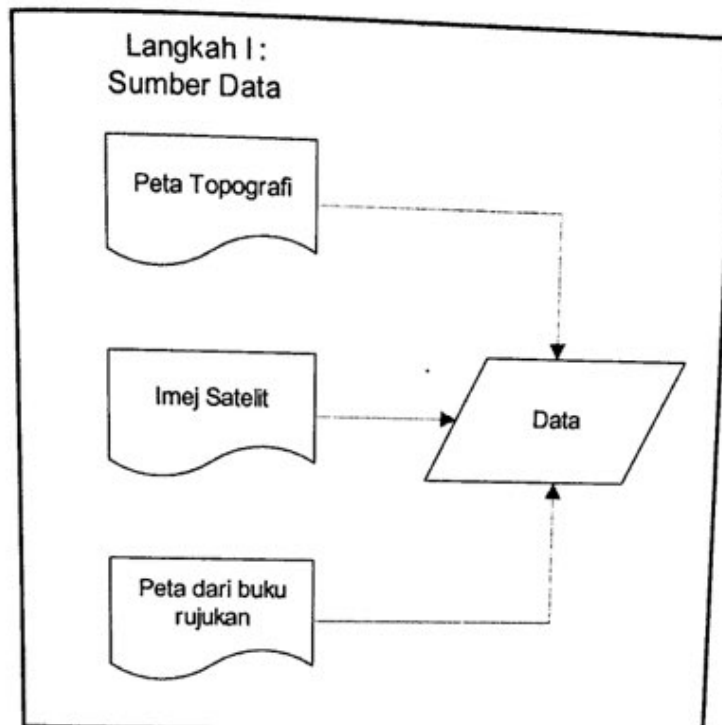 Langkah I :
Sumber Data
Peta Topografi
Imej Satelit
Data
Peta dari buku
rujukan